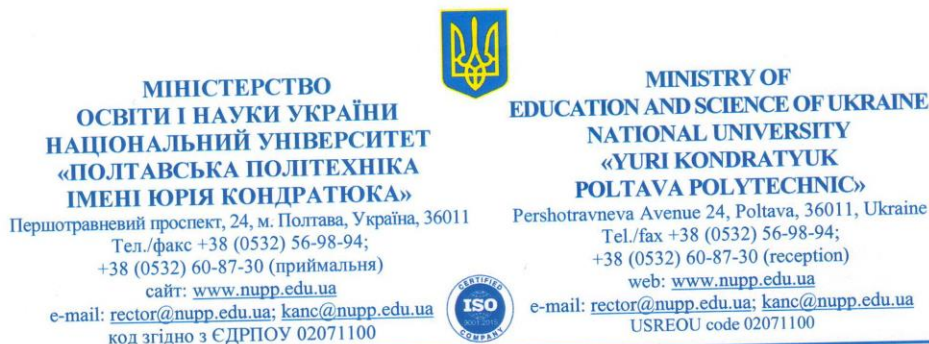 МІНІСТЕРСТВО
ОСВІТИ І НАУКИ УКРАЇНИ
НАЦІОНАЛЬНИЙ УНІВЕРСИТЕТ
«ПОЛТАВСЬКА ПОЛІТЕХНІКА
ІМЕНІ ЮРІЯ КОНДРАТЮКА»
Першотравневий проспект, 24, м. Полтава, Україна, 36011
Тел./факс +38 (0532) 56-98-94;
+38 (0532) 60-87-30 (приймальня)
сайт: www.nupp.edu.ua
e-mail: rector@nupp.edu.ua; kanc@nupp.edu.ua
код згідно з ЄДРПОУ 02071100
CERTIFIED
ISO
9001:2015
COMPANY
MINISTRY OF
EDUCATION AND SCIENCE OF UKRAINE
NATIONAL UNIVERSITY
«YURI KONDRATYUK
POLTAVA POLYTECHNIC»
Pershotravneva Avenue 24, Poltava, 36011, Ukraine
Tel./fax +38 (0532) 56-98-94;
+38 (0532) 60-87-30 (reception)
web: www.nupp.edu.ua
e-mail: rector@nupp.edu.ua; kanc@nupp.edu.ua
USREOU code 02071100